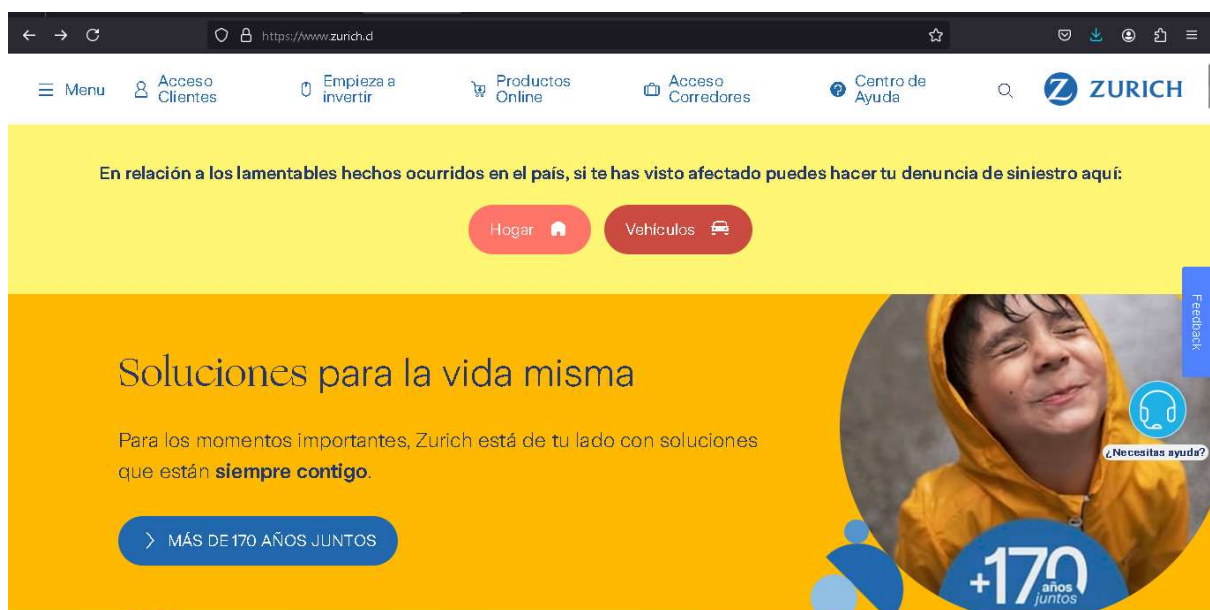 https://www.zurich.cl
Menu
Acceso
Clientes
Empieza a
invertir
Productos
Online
Acceso
Corredores
Centro de
Ayuda
ZURICH
En relación a los lamentables hechos ocurridos en el país, si te has visto afectado puedes hacer tu denuncia de siniestro aquí:
Hogar
Vehículos
Feedback
Soluciones para la vida misma
Para los momentos importantes, Zurich está de tu lado con soluciones
que están siempre contigo.
¿Necesitas ayuda?
MÁS DE 170 AÑOS JUNTOS
+170
años
juntos